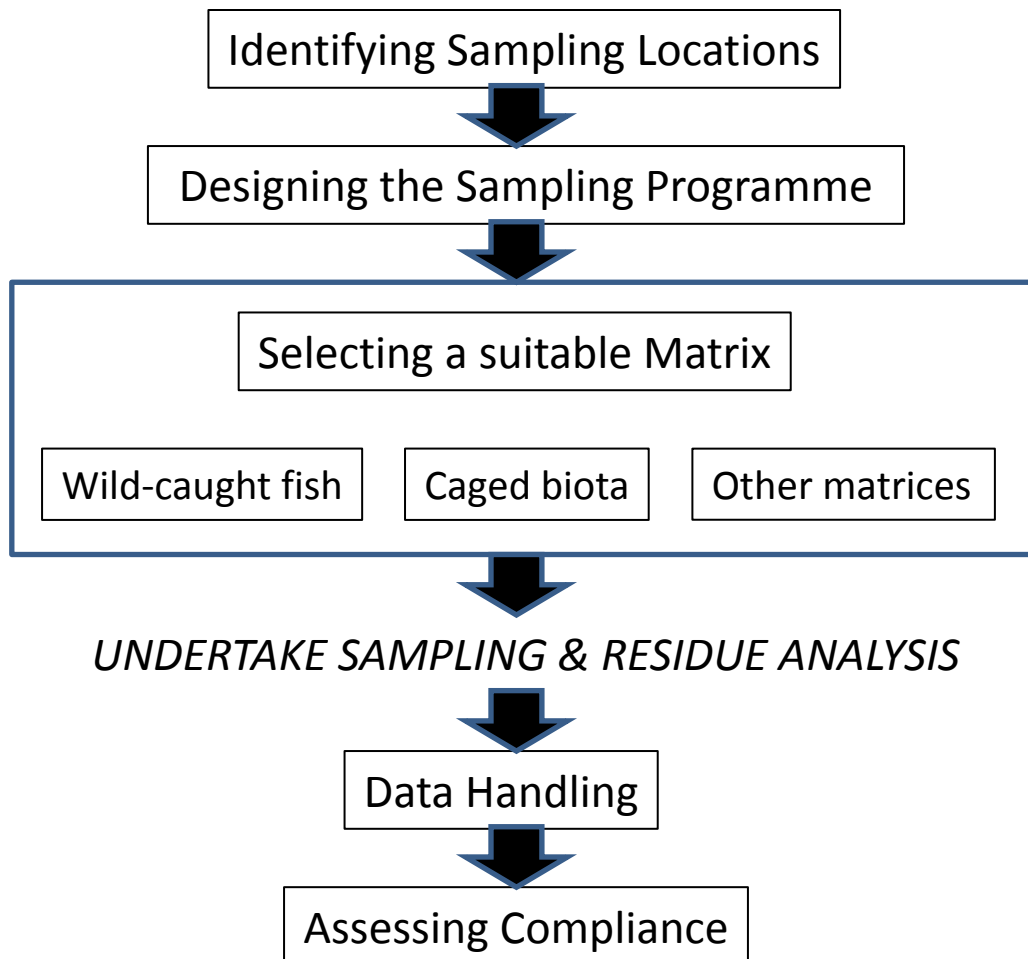 Identifying Sampling Locations
Designing the Sampling Programme
Selecting a suitable Matrix
Wild-caught fish
Caged biota
Other matrices
UNDERTAKE SAMPLING & RESIDUE ANALYSIS
Data Handling
Assessing Compliance